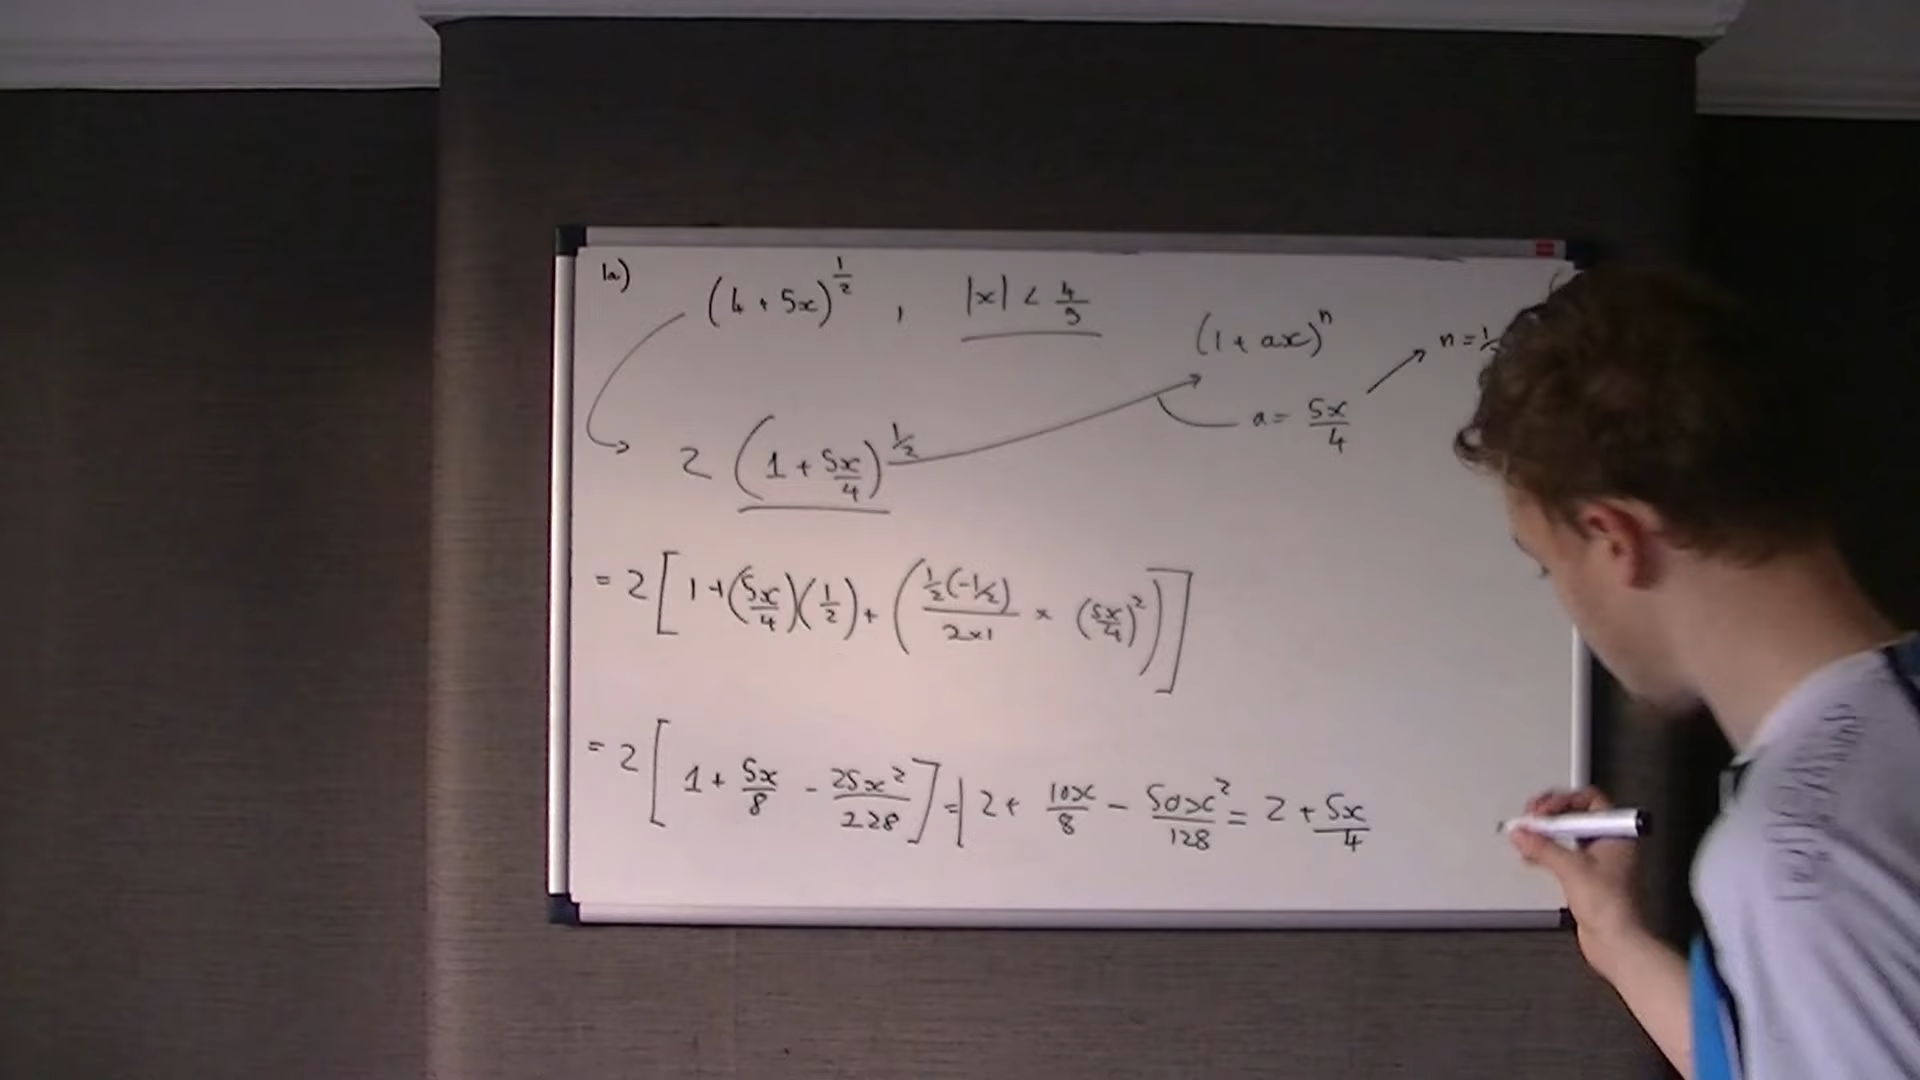 1a) (4 + 5x)^{1/2} , |x| < 4/5
(1 + ax)^n
n = 1/2
a = 5x/4
2 (1 + 5x/4)^{1/2}
= 2 [1 + (5x/4)(1/2) + (1/2(-1/2)/2x1 × (5x/4)^2)]
= 2 [1 + 5x/8 - 25x^2/228] = | 2 + 10x/8 - 50x^2/128 = 2 + 5x/4